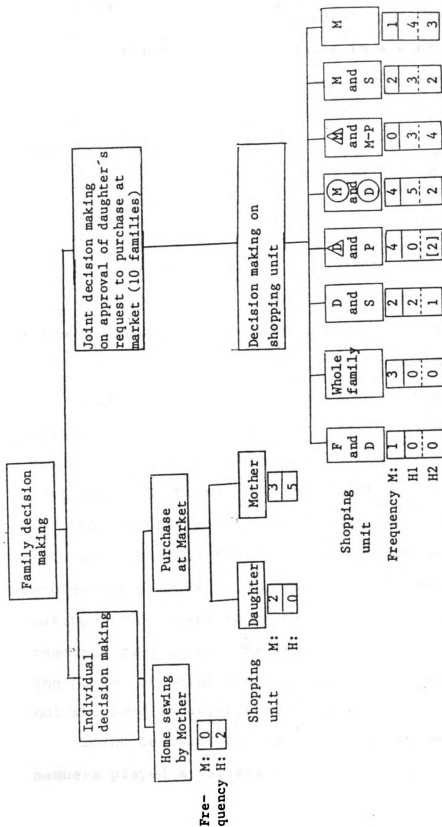 Family decision
making
Individual
decision making
Joint decision making
on approval of daughter's
request to purchase at
market (10 families)
Home sewing
by Mother
Purchase
at Market
Decision making on
shopping unit
Fre-
quency
M: 0
H: 2
Daughter
Mother
Shopping
unit
M: 2 3
H: 0 5
F
and
D
Whole
family
D
and
S
and
P
M
and
D
and
M-P
M
and
S
M
Shopping
unit
Frequency M: 1 3 2 4 4 0 2 1
H1 0 0 2 0 5 3 3 4
H2 0 0 1 [2] 2 4 2 3